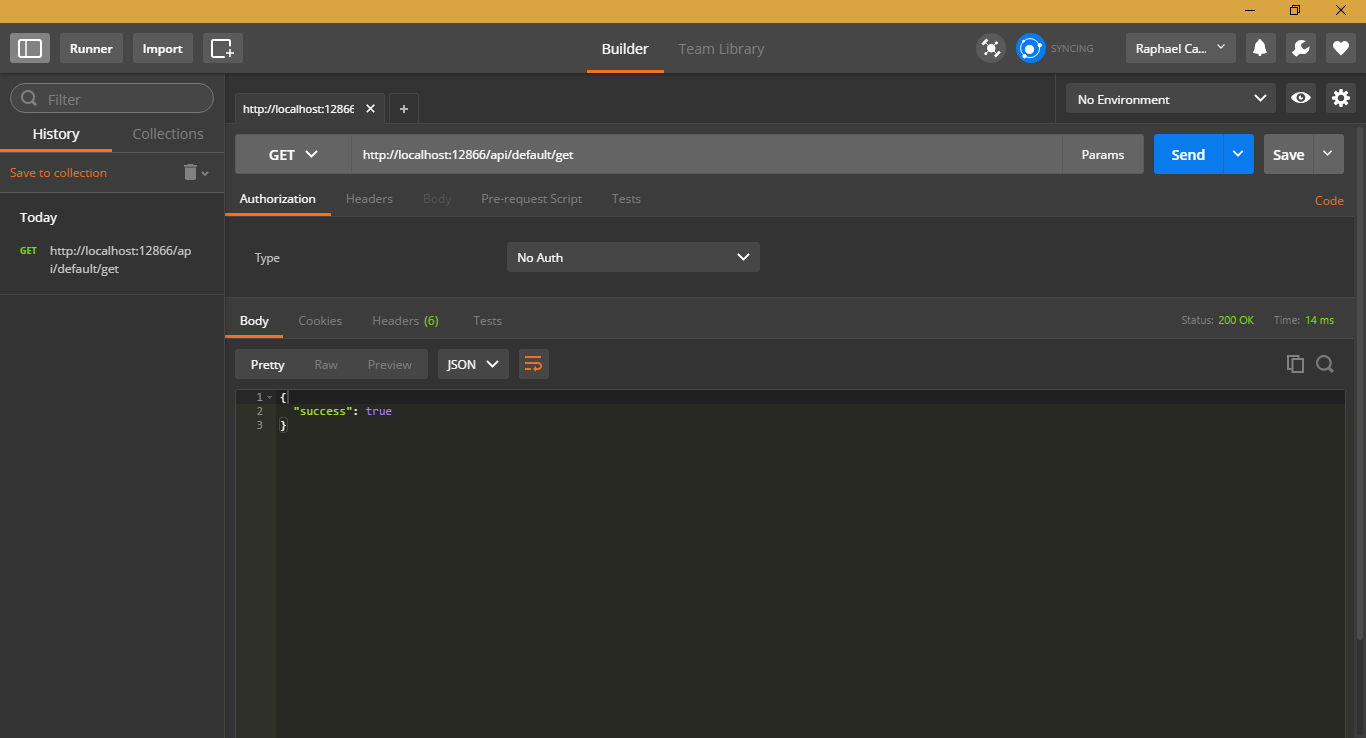 Runner
Import
Builder
Team Library
SYNCING
Raphael Ca...
Filter
History
Collections
Save to collection
Today
GET http://localhost:12866/ap
i/default/get
http://localhost:12866
No Environment
GET
http://localhost:12866/api/default/get
Params
Send
Save
Authorization
Headers
Body
Pre-request Script
Tests
Code
Type
No Auth
Body
Cookies
Headers (6)
Tests
Status: 200 OK
Time: 14 ms
Pretty
Raw
Preview
JSON
1 {
2 "success": true
3 }